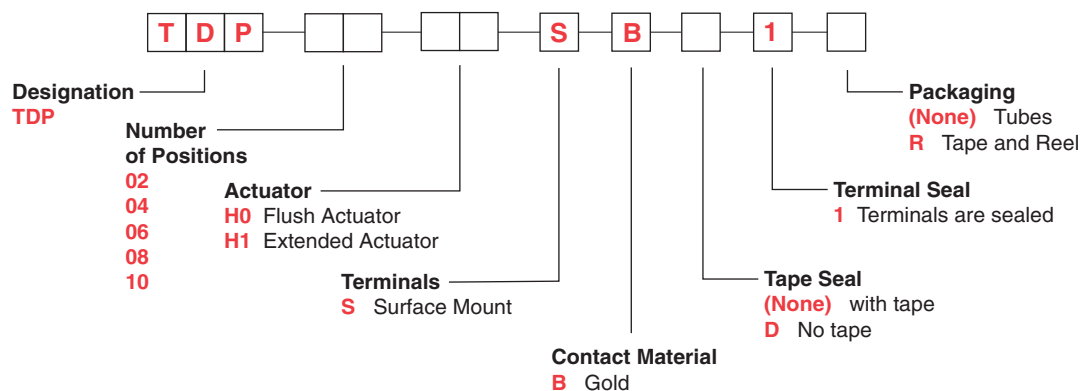 T D P S B 1
Designation
TDP
Number
of Positions
02
04
06
08
10
Actuator
H0 Flush Actuator
H1 Extended Actuator
Terminals
S Surface Mount
Contact Material
B Gold
Tape Seal
(None) with tape
D No tape
Terminal Seal
1 Terminals are sealed
Packaging
(None) Tubes
R Tape and Reel